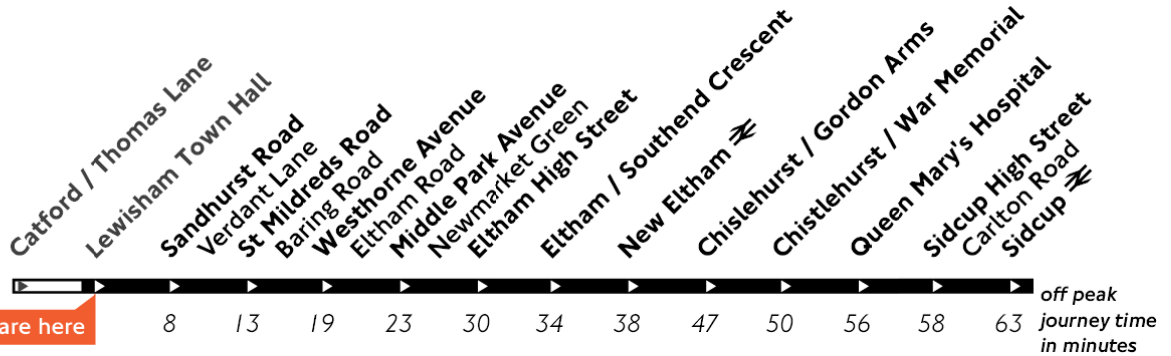 Catford / Thomas Lane
Lewisham Town Hall
Sandhurst Road
Verdant Lane
St Mildreds Road
Baring Road
Westhorne Avenue
Eltham Road
Middle Park Avenue
Newmarket Green
Eltham High Street
Eltham / Southend Crescent
New Eltham
Chislehurst / Gordon Arms
Chistlehurst / War Memorial
Queen Mary's Hospital
Sidcup High Street
Carlton Road
Sidcup
are here
8 13 19 23 30 34 38 47 50 56 58 63
off peak
journey time
in minutes